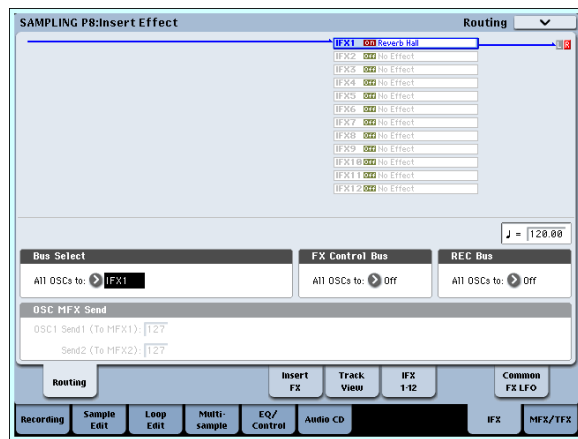 SAMPLING P8:Insert Effect Routing
IFX1 On Reverb Hall
L R
IFX2 Off No Effect
IFX3 Off No Effect
IFX4 Off No Effect
IFX5 Off No Effect
IFX6 Off No Effect
IFX7 Off No Effect
IFX8 Off No Effect
IFX9 Off No Effect
IFX10 Off No Effect
IFX11 Off No Effect
IFX12 Off No Effect
♩ = 120.00
Bus Select FX Control Bus REC Bus
All OSCs to: IFX1 All OSCs to: Off All OSCs to: Off
OSC MFX Send
OSC1 Send1 (To MFX1): 127
Send2 (To MFX2): 127
Routing Insert FX Track View IFX 1-12 Common FX LFO
Recording Sample Edit Loop Edit Multi-sample EQ/Control Audio CD IFX MFX/TFX